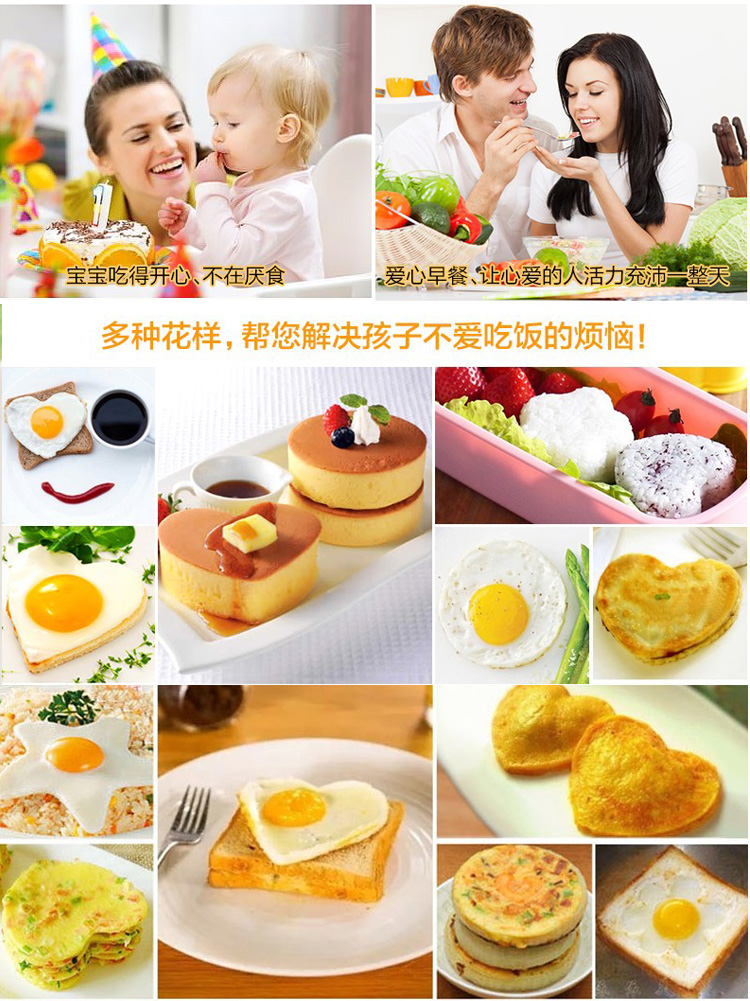 宝宝吃得开心、不在厌食
爱心早餐、让心爱的人活力充沛一整天
多种花样，帮您解决孩子不爱吃饭的烦恼！